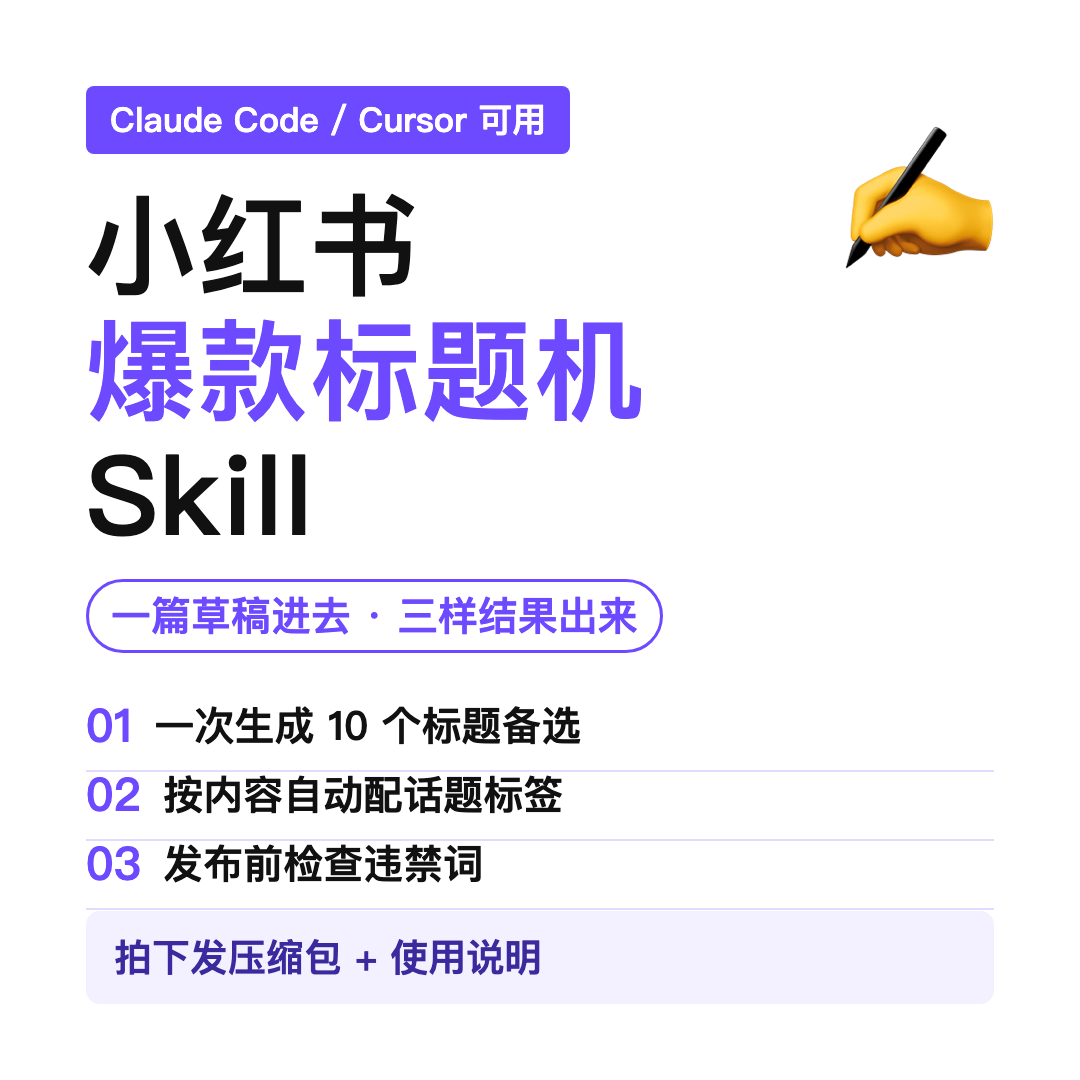 Claude Code / Cursor 可用
小红书
爆款标题机
Skill
一篇草稿进去 · 三样结果出来
01 一次生成 10 个标题备选
02 按内容自动配话题标签
03 发布前检查违禁词
拍下发压缩包 + 使用说明